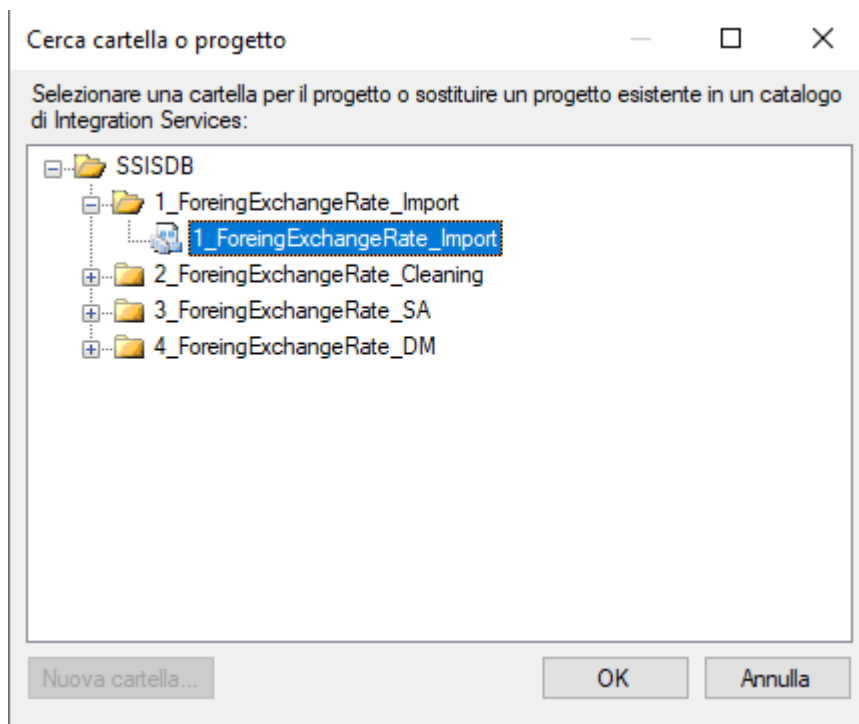 Cerca cartella o progetto
Selezionare una cartella per il progetto o sostituire un progetto esistente in un catalogo
di Integration Services:
SSISDB
1_ForeingExchangeRate_Import
1_ForeingExchangeRate_Import
2_ForeingExchangeRate_Cleaning
3_ForeingExchangeRate_SA
4_ForeingExchangeRate_DM
Nuova cartella...
OK
Annulla